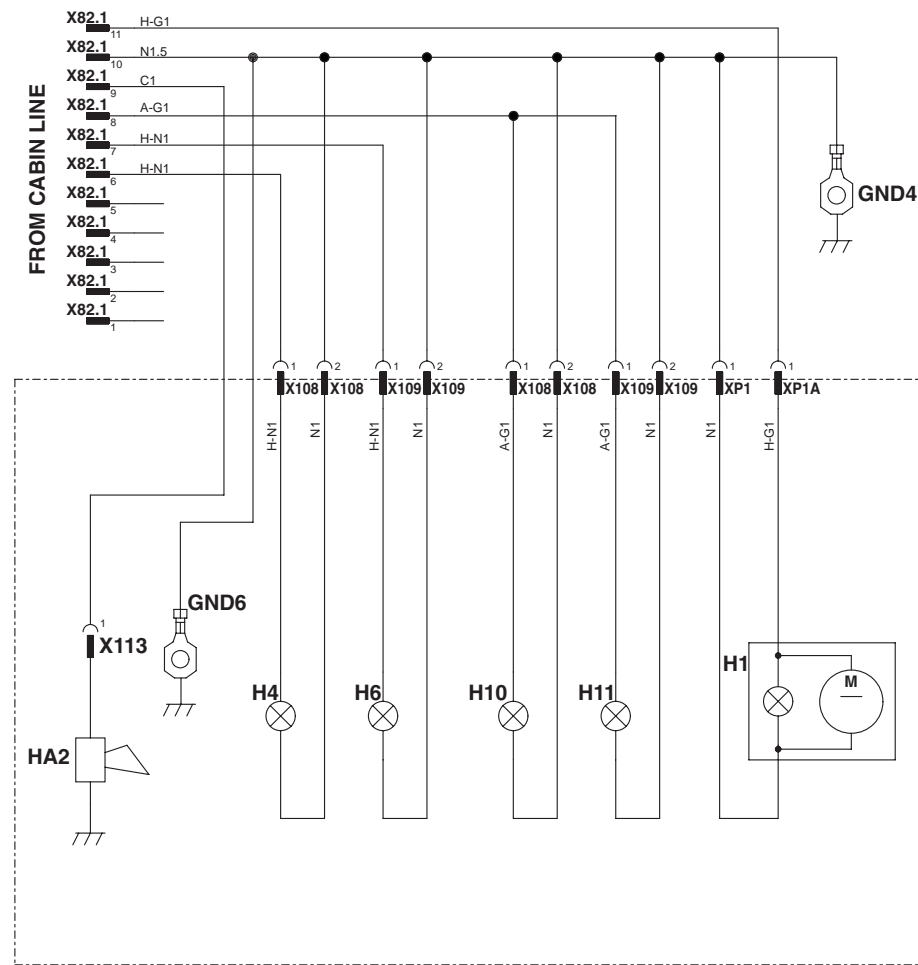 FROM CABIN LINE
X82.1 11 H-G1
X82.1 10 N1.5
X82.1 9 C1
X82.1 8 A-G1
X82.1 7 H-N1
X82.1 6 H-N1
X82.1 5
X82.1 4
X82.1 3
X82.1 2
X82.1 1
GND4
1 2 1 2 1 2 1 2 1 1
X108 X108 X109 X109 X108 X108 X109 X109 XP1 XP1A
H-N1 N1 H-N1 N1 A-G1 N1 A-G1 N1 N1 H-G1
GND6
1
X113
H4 H6 H10 H11 H1 M
HA2